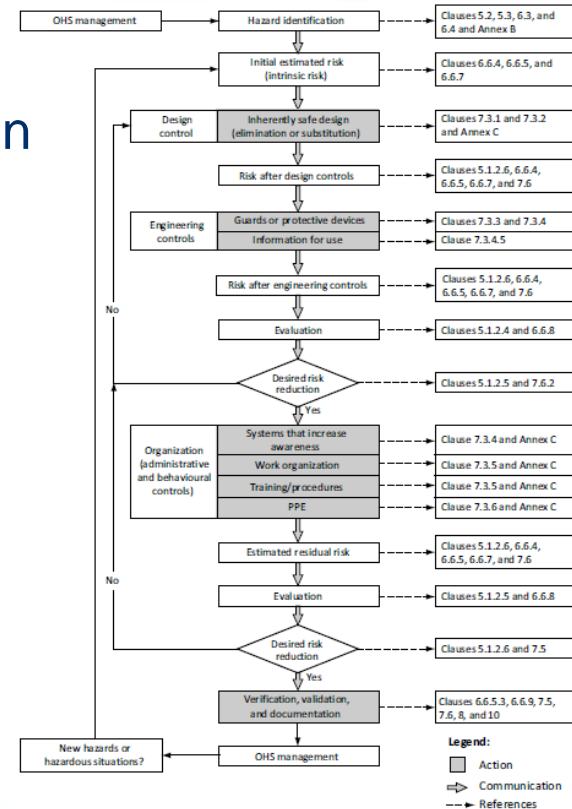 OHS management
Hazard identification
Clauses 5.2, 5.3, 6.3, and
6.4 and Annex B
Initial estimated risk
(intrinsic risk)
Clauses 6.6.4, 6.6.5, and
6.6.7
n
Design
control
Inherently safe design
(elimination or substitution)
Clauses 7.3.1 and 7.3.2
and Annex C
Risk after design controls
Clauses 5.1.2.6, 6.6.4,
6.6.5, 6.6.7, and 7.6
Engineering
controls
Guards or protective devices
Clauses 7.3.3 and 7.3.4
Information for use
Clause 7.3.4.5
Risk after engineering controls
Clauses 5.1.2.6, 6.6.4,
6.6.5, 6.6.7, and 7.6
No
Evaluation
Clauses 5.1.2.4 and 6.6.8
Desired risk
reduction
Clauses 5.1.2.5 and 7.6.2
Yes
Organization
(administrative
and behavioural
controls)
Systems that increase
awareness
Clause 7.3.4 and Annex C
Work organization
Clause 7.3.5 and Annex C
Training/procedures
Clause 7.3.5 and Annex C
PPE
Clause 7.3.6 and Annex C
Estimated residual risk
Clauses 5.1.2.6, 6.6.4,
6.6.5, 6.6.7, and 7.6
No
Evaluation
Clauses 5.1.2.5 and 6.6.8
Desired risk
reduction
Clauses 5.1.2.6 and 7.5
Yes
Verification, validation,
and documentation
Clauses 6.6.5.3, 6.6.9, 7.5,
7.6, 8, and 10
New hazards or
hazardous situations?
OHS management
Legend:
Action
Communication
References